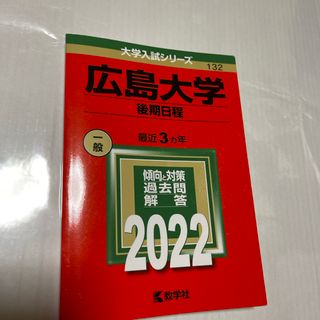 大学入試シリーズ
132
広島大学
後期日程
一般
最近3カ年
傾向と対策
過去問
解答
2022
教学社